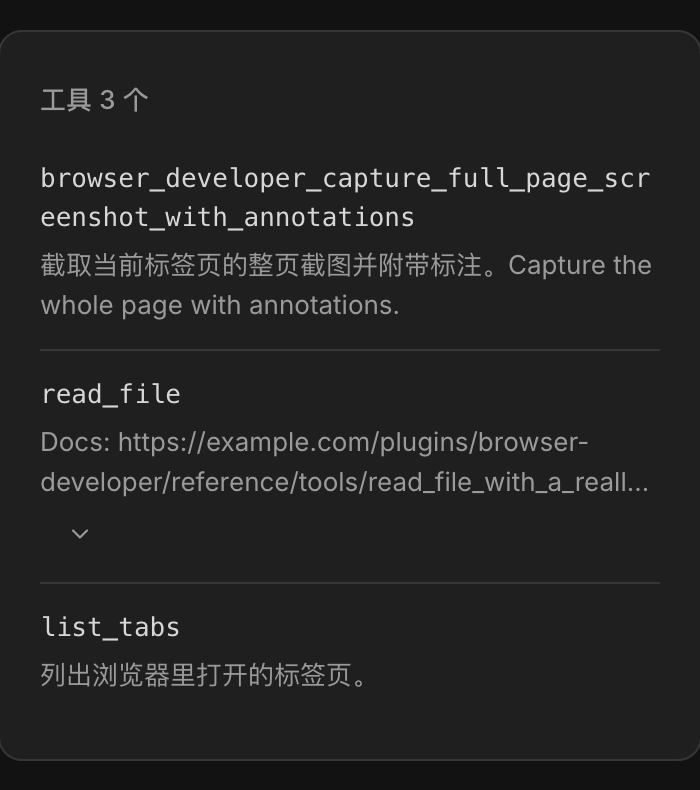 工具 3 个
browser_developer_capture_full_page_scr
eenshot_with_annotations
截取当前标签页的整页截图并附带标注。Capture the
whole page with annotations.
read_file
Docs: https://example.com/plugins/browser-
developer/reference/tools/read_file_with_a_reall...
list_tabs
列出浏览器里打开的标签页。